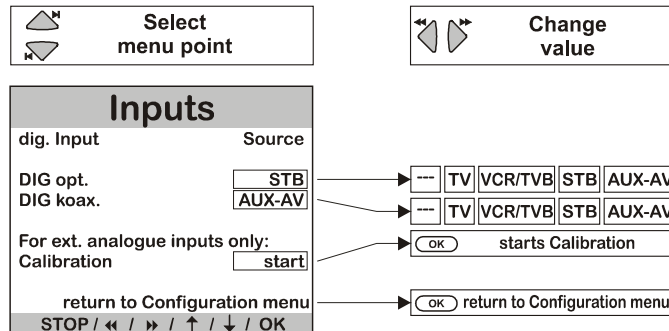 Select
menu point
Change
value
Inputs
dig. Input Source
DIG opt. STB
DIG koax. AUX-AV
For ext. analogue inputs only:
Calibration start
return to Configuration menu
STOP / ◀◀ / ▶▶ / ↑ / ↓ / OK
--- TV VCR/TVB STB AUX-AV
--- TV VCR/TVB STB AUX-AV
OK starts Calibration
OK return to Configuration menu